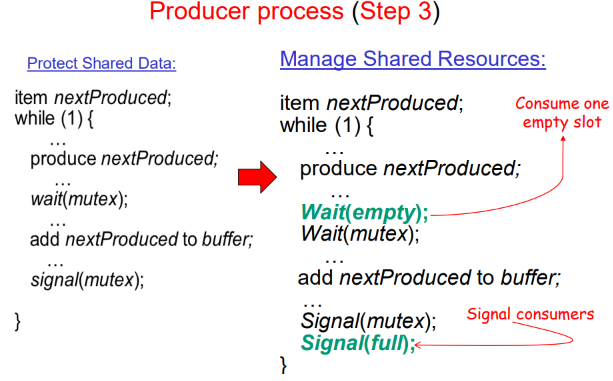 Producer process (Step 3)
Protect Shared Data:
item nextProduced;
while (1) {
…
produce nextProduced;
…
wait(mutex);
…
add nextProduced to buffer;
…
signal(mutex);
}
Manage Shared Resources:
item nextProduced;
while (1) {
…
produce nextProduced;
…
Wait(empty);
Wait(mutex);
…
add nextProduced to buffer;
…
Signal(mutex);
Signal(full);
}
Consume one
empty slot
Signal consumers